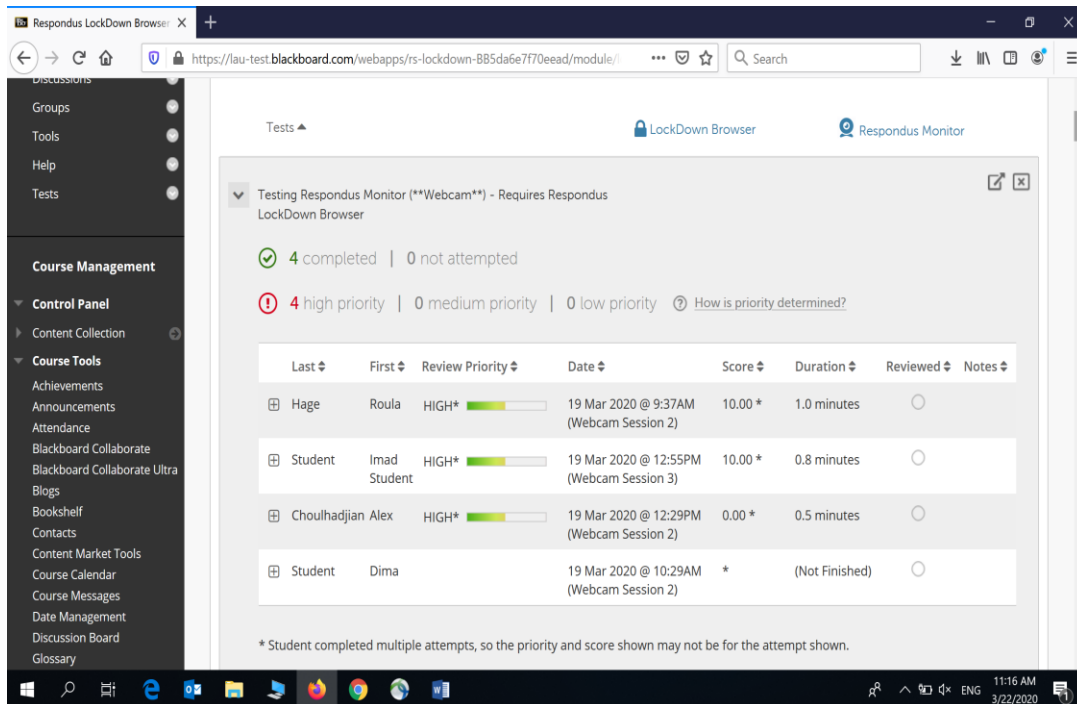 Respondus LockDown Browser
https://lau-test.blackboard.com/webapps/rs-lockdown-BB5da6e7f70eead/module/
Search
Discussions
Groups
Tools
Help
Tests
Course Management
Control Panel
Content Collection
Course Tools
Achievements
Announcements
Attendance
Blackboard Collaborate
Blackboard Collaborate Ultra
Blogs
Bookshelf
Contacts
Content Market Tools
Course Calendar
Course Messages
Date Management
Discussion Board
Glossary
Tests LockDown Browser Respondus Monitor
Testing Respondus Monitor (**Webcam**) - Requires Respondus
LockDown Browser
4 completed | 0 not attempted
4 high priority | 0 medium priority | 0 low priority How is priority determined?
Last First Review Priority Date Score Duration Reviewed Notes
Hage Roula HIGH* 19 Mar 2020 @ 9:37AM 10.00 * 1.0 minutes
(Webcam Session 2)
Student Imad HIGH* 19 Mar 2020 @ 12:55PM 10.00 * 0.8 minutes
Student (Webcam Session 3)
Choulhadjian Alex HIGH* 19 Mar 2020 @ 12:29PM 0.00 * 0.5 minutes
(Webcam Session 2)
Student Dima 19 Mar 2020 @ 10:29AM * (Not Finished)
(Webcam Session 2)
* Student completed multiple attempts, so the priority and score shown may not be for the attempt shown.
ENG 11:16 AM
3/22/2020